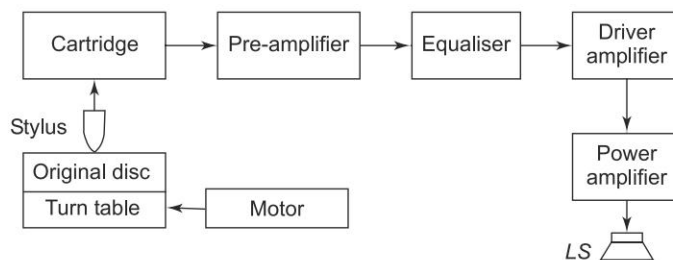 Cartridge
Pre-amplifier
Equaliser
Driver
amplifier
Stylus
Original disc
Turn table
Motor
Power
amplifier
LS